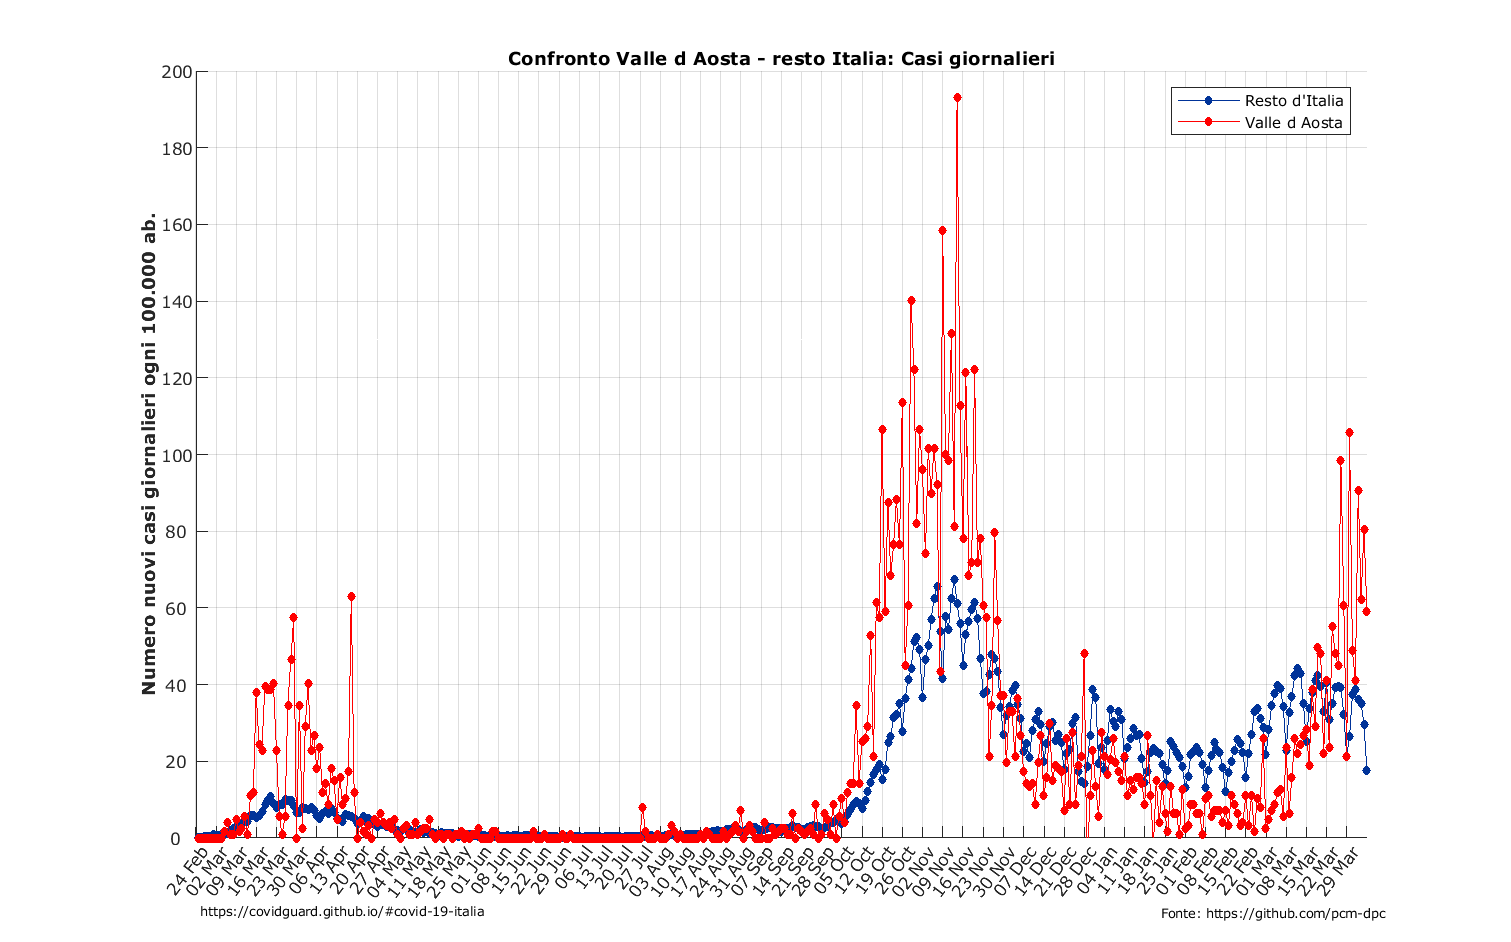 Confronto Valle d Aosta - resto Italia: Casi giornalieri
Resto d'Italia
Valle d Aosta
Numero nuovi casi giornalieri ogni 100.000 ab.
200
180
160
140
120
100
80
60
40
20
0
24 Feb
02 Mar
09 Mar
16 Mar
23 Mar
30 Mar
06 Apr
13 Apr
20 Apr
27 Apr
04 May
11 May
18 May
25 May
01 Jun
08 Jun
15 Jun
22 Jun
29 Jun
06 Jul
13 Jul
20 Jul
27 Jul
03 Aug
10 Aug
17 Aug
24 Aug
31 Aug
07 Sep
14 Sep
21 Sep
28 Sep
05 Oct
12 Oct
19 Oct
26 Oct
02 Nov
09 Nov
16 Nov
23 Nov
30 Nov
07 Dec
14 Dec
21 Dec
28 Dec
04 Jan
11 Jan
18 Jan
25 Jan
01 Feb
08 Feb
15 Feb
22 Feb
01 Mar
08 Mar
15 Mar
22 Mar
29 Mar
https://covidguard.github.io/#covid-19-italia
Fonte: https://github.com/pcm-dpc